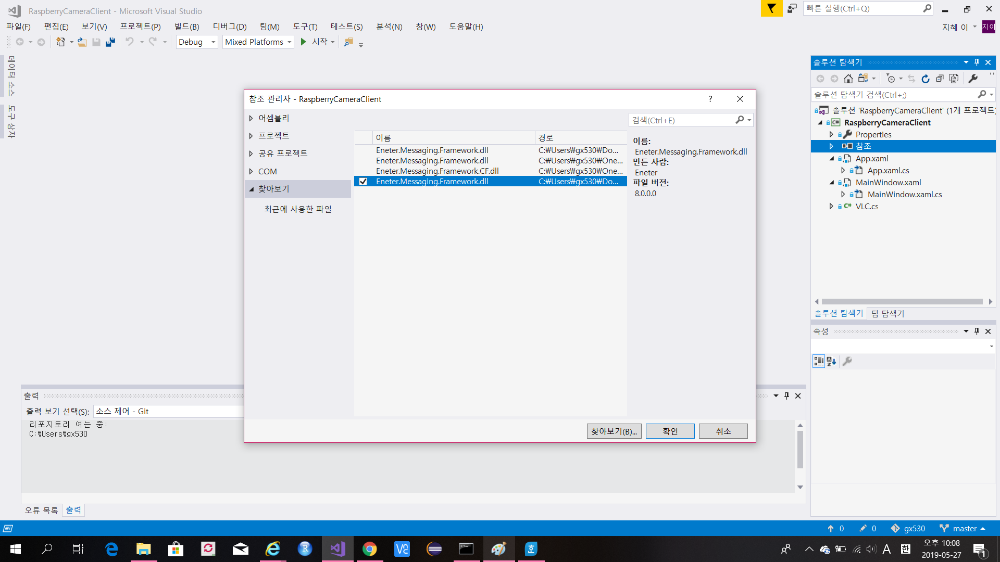 RaspberryCameraClient - Microsoft Visual Studio
빠른 실행(Ctrl+Q)
파일(F) 편집(E) 보기(V) 프로젝트(P) 빌드(B) 디버그(D) 팀(M) 도구(T) 테스트(S) 분석(N) 창(W) 도움말(H)
지혜 이 지이
Debug Mixed Platforms 시작
데이터 소스
도구 상자
참조 관리자 - RaspberryCameraClient
?
어셈블리
프로젝트
공유 프로젝트
COM
찾아보기
최근에 사용한 파일
이름 경로
Eneter.Messaging.Framework.dll C:₩Users₩gx530₩Do...
Eneter.Messaging.Framework.dll C:₩Users₩gx530₩One...
Eneter.Messaging.Framework.CF.dll C:₩Users₩gx530₩One...
Eneter.Messaging.Framework.dll C:₩Users₩gx530₩Do...
검색(Ctrl+E)
이름:
Eneter.Messaging.Framework.dll
만든 사람:
Eneter
파일 버전:
8.0.0.0
찾아보기(B)... 확인 취소
솔루션 탐색기
솔루션 탐색기 검색(Ctrl+;)
솔루션 'RaspberryCameraClient' (1개 프로젝트)
C# RaspberryCameraClient
Properties
참조
App.xaml
App.xaml.cs
MainWindow.xaml
MainWindow.xaml.cs
C# VLC.cs
솔루션 탐색기 팀 탐색기
속성
출력
출력 보기 선택(S): 소스 제어 - Git
리포지토리 여는 중:
C:₩Users₩gx530
오류 목록 출력
0 0 gx530 master
A 한 오후 10:08
2019-05-27
1